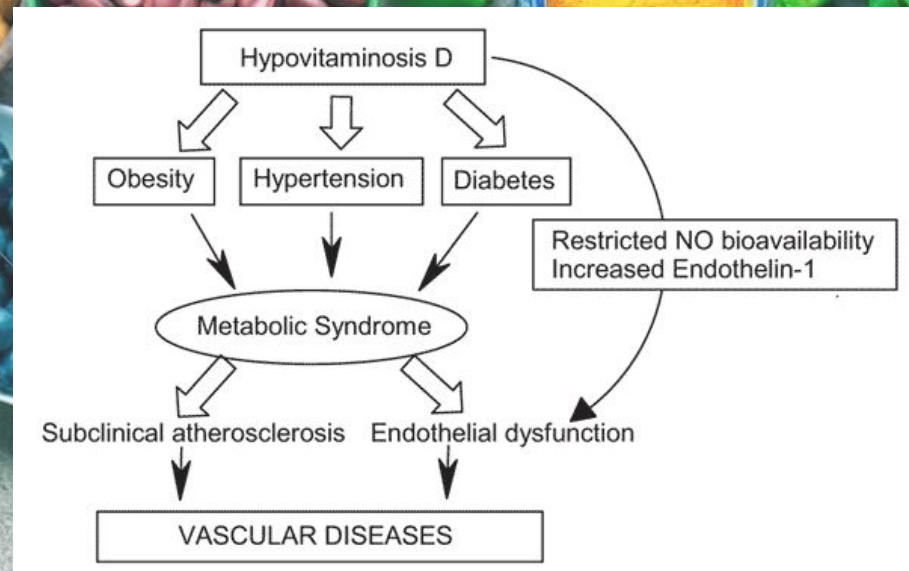 Hypovitaminosis D
Obesity
Hypertension
Diabetes
Restricted NO bioavailability
Increased Endothelin-1
Metabolic Syndrome
Subclinical atherosclerosis
Endothelial dysfunction
VASCULAR DISEASES